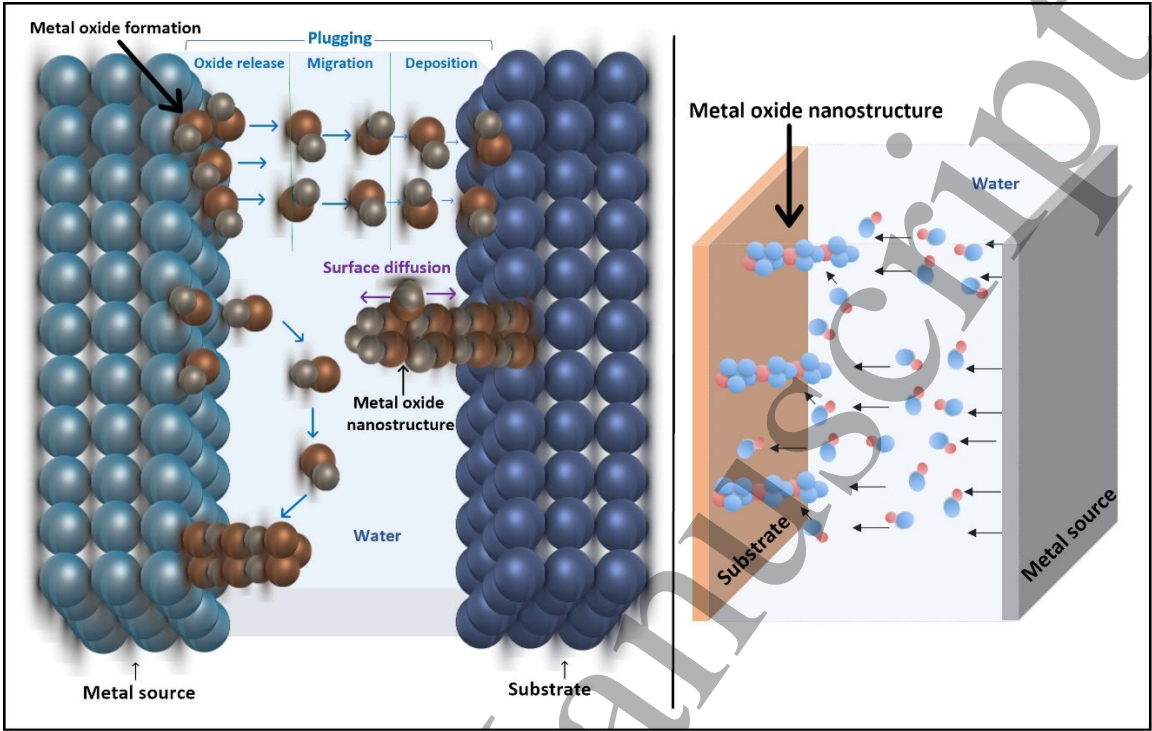 Metal oxide formation
Plugging
Oxide release
Migration
Deposition
Surface diffusion
Metal oxide
nanostructure
Water
Metal source
Substrate
Metal oxide nanostructure
Water
Substrate
Metal source
anuscript